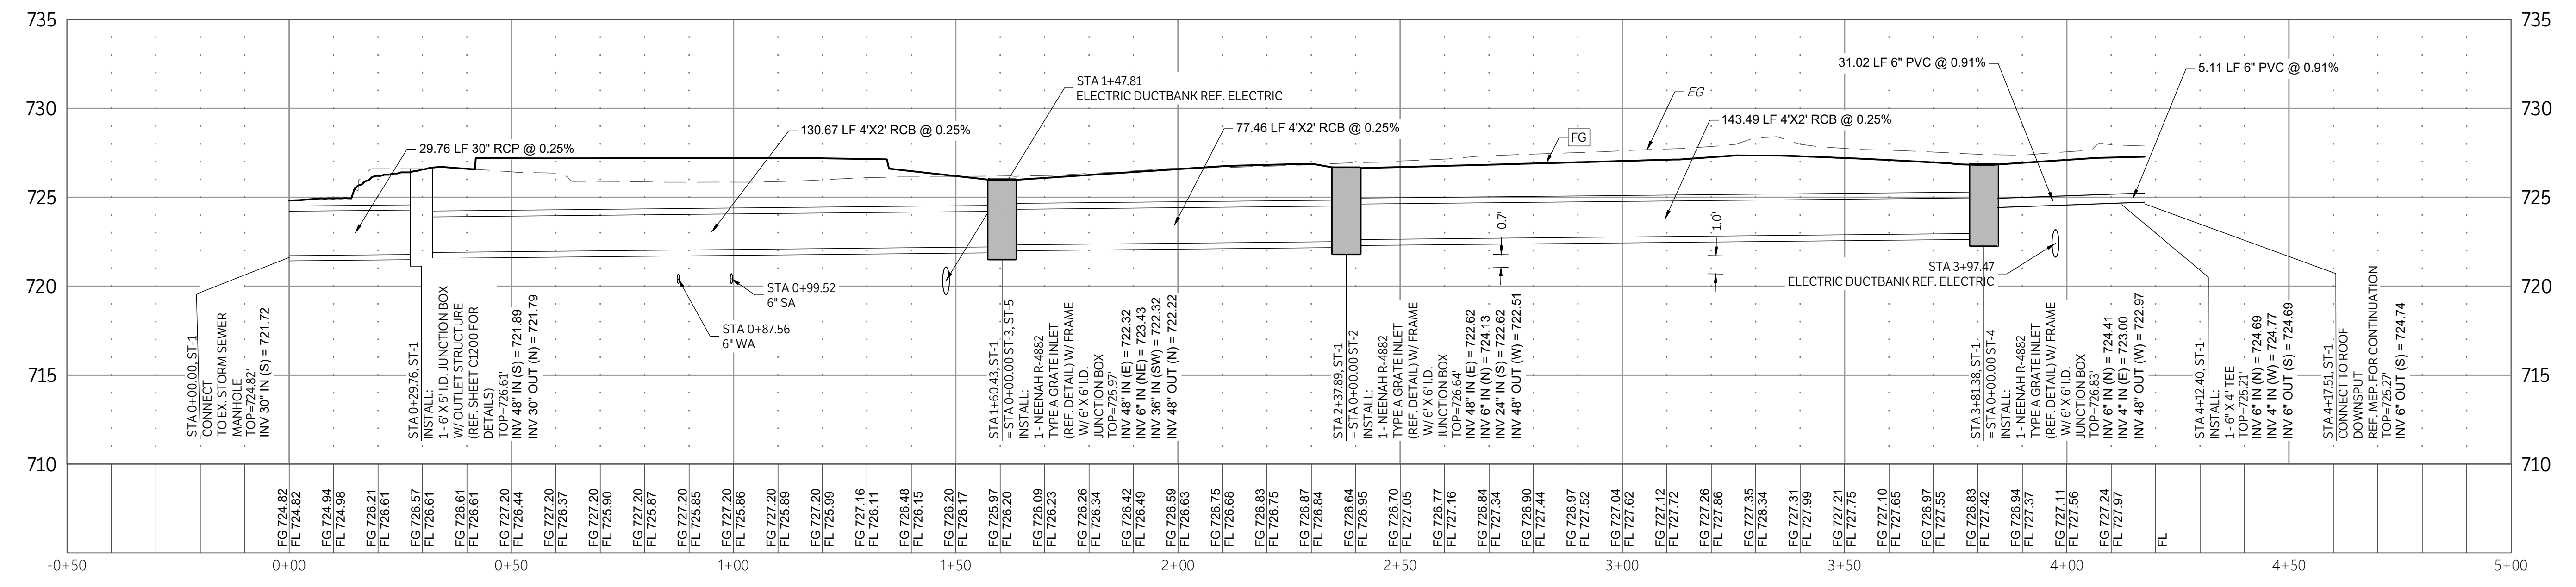 735
735
730
730
725
725
720
720
715
715
710
710
STA 1+47.81
ELECTRIC DUCTBANK REF. ELECTRIC
31.02 LF 6" PVC @ 0.91%
5.11 LF 6" PVC @ 0.91%
EG
130.67 LF 4'X2' RCB @ 0.25%
77.46 LF 4'X2' RCB @ 0.25%
143.49 LF 4'X2' RCB @ 0.25%
FG
29.76 LF 30" RCP @ 0.25%
0.7'
1.0'
STA 3+97.47
ELECTRIC DUCTBANK REF. ELECTRIC
STA 0+99.52
6" SA
STA 0+87.56
6" WA
STA 0+00.00, ST-1
CONNECT
TO EX. STORM SEWER
MANHOLE
TOP=724.82'
INV 30" IN (S) = 721.72
STA 0+29.76, ST-1
INSTALL:
1 - 6' X 5' I.D. JUNCTION BOX
W/ OUTLET STRUCTURE
(REF. SHEET C1200 FOR
DETAILS)
TOP=726.61'
INV 48" IN (S) = 721.89
INV 30" OUT (N) = 721.79
STA 1+60.43, ST-1
= STA 0+00.00 ST-3, ST-5
INSTALL:
1 - NEENAH R-4882
TYPE A GRATE INLET
(REF. DETAIL) W/ FRAME
W/ 6' X 6' I.D.
JUNCTION BOX
TOP=725.97'
INV 48" IN (E) = 722.32
INV 6" IN (NE) = 723.43
INV 36" IN (SW) = 722.32
INV 48" OUT (N) = 722.22
STA 2+37.89, ST-1
= STA 0+00.00 ST-2
INSTALL:
1 - NEENAH R-4882
TYPE A GRATE INLET
(REF. DETAIL) W/ FRAME
W/ 6' X 6' I.D.
JUNCTION BOX
TOP=726.64'
INV 48" IN (E) = 722.62
INV 6" IN (N) = 724.13
INV 24" IN (S) = 722.62
INV 48" OUT (W) = 722.51
STA 3+81.38, ST-1
= STA 0+00.00 ST-4
INSTALL:
1 - NEENAH R-4882
TYPE A GRATE INLET
(REF. DETAIL) W/ FRAME
W/ 6' X 6' I.D.
JUNCTION BOX
TOP=726.83'
INV 6" IN (N) = 724.41
INV 4" IN (E) = 723.00
INV 48" OUT (W) = 722.97
STA 4+12.40, ST-1
INSTALL:
1 - 6" X 4" TEE
TOP=725.21'
INV 6" IN (N) = 724.69
INV 4" IN (W) = 724.77
INV 6" OUT (S) = 724.69
STA 4+17.51, ST-1
CONNECT TO ROOF
DOWNSPUT
REF. MEP. FOR CONTINUATION
TOP=725.27'
INV 6" OUT (S) = 724.74
FG 724.82
FL 724.82
FG 724.94
FL 724.98
FG 726.21
FL 726.61
FG 726.57
FL 726.61
FG 726.61
FL 726.61
FG 727.20
FL 726.44
FG 727.20
FL 726.37
FG 727.20
FL 725.90
FG 727.20
FL 725.87
FG 727.20
FL 725.85
FG 727.20
FL 725.86
FG 727.20
FL 725.89
FG 727.20
FL 725.99
FG 727.16
FL 726.11
FG 726.48
FL 726.15
FG 726.20
FL 726.17
FG 725.97
FL 726.20
FG 726.09
FL 726.23
FG 726.26
FL 726.34
FG 726.42
FL 726.49
FG 726.59
FL 726.63
FG 726.75
FL 726.68
FG 726.83
FL 726.75
FG 726.87
FL 726.84
FG 726.64
FL 726.95
FG 726.70
FL 727.05
FG 726.77
FL 727.16
FG 726.84
FL 727.34
FG 726.90
FL 727.44
FG 726.97
FL 727.52
FG 727.04
FL 727.62
FG 727.12
FL 727.72
FG 727.26
FL 727.86
FG 727.35
FL 728.34
FG 727.31
FL 727.99
FG 727.21
FL 727.75
FG 727.10
FL 727.65
FG 726.97
FL 727.55
FG 726.83
FL 727.42
FG 726.94
FL 727.37
FG 727.11
FL 727.56
FG 727.24
FL 727.97
FL
-0+50
0+00
0+50
1+00
1+50
2+00
2+50
3+00
3+50
4+00
4+50
5+00